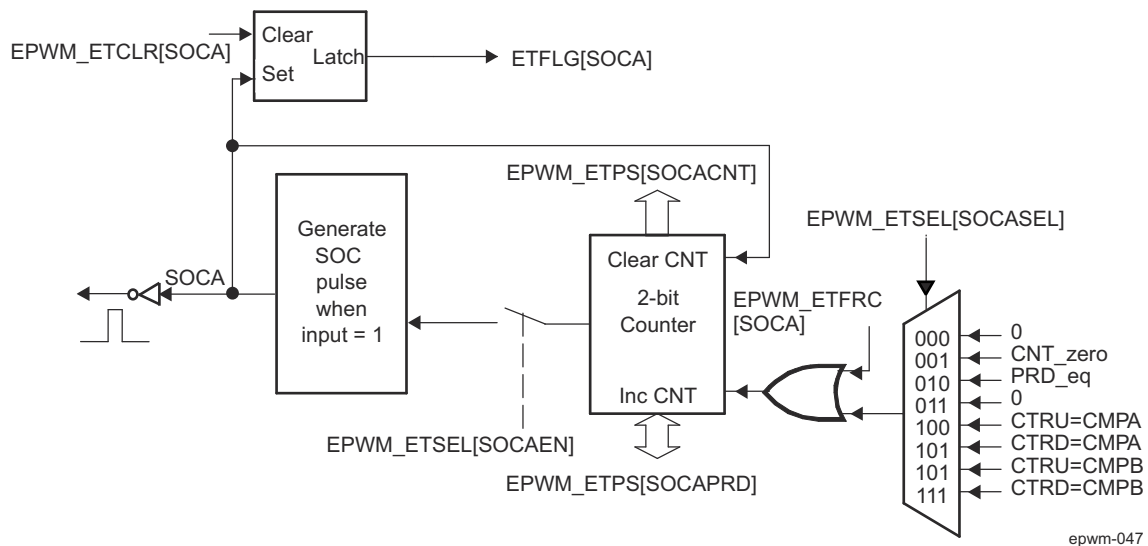 EPWM_ETCLR[SOCA]
Clear
Latch
Set
ETFLG[SOCA]
EPWM_ETPS[SOCACNT]
EPWM_ETSEL[SOCASEL]
Generate
SOC
pulse
when
input = 1
SOCA
Clear CNT
2-bit
Counter
Inc CNT
EPWM_ETFRC
[SOCA]
EPWM_ETSEL[SOCAEN]
EPWM_ETPS[SOCAPRD]
000 0
001 CNT_zero
010 PRD_eq
011 0
100 CTRU=CMPA
101 CTRD=CMPA
101 CTRU=CMPB
111 CTRD=CMPB
epwm-047